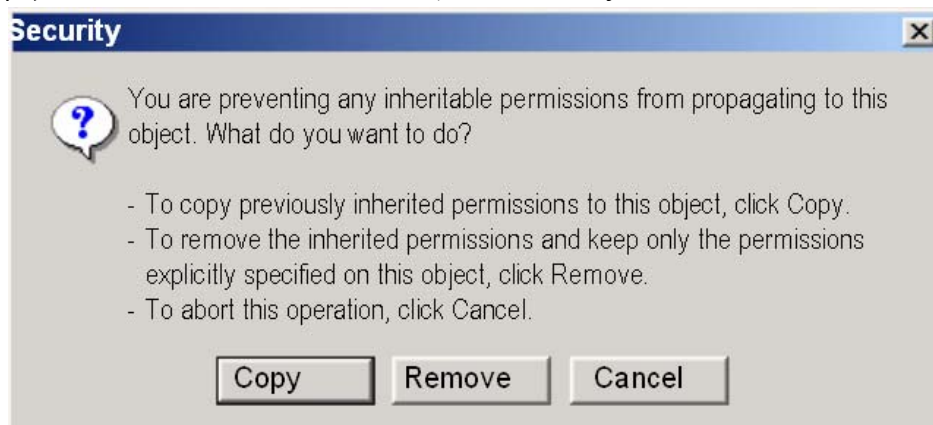 Security
You are preventing any inheritable permissions from propagating to this
object. What do you want to do?
- To copy previously inherited permissions to this object, click Copy.
- To remove the inherited permissions and keep only the permissions
explicitly specified on this object, click Remove.
- To abort this operation, click Cancel.
Copy Remove Cancel